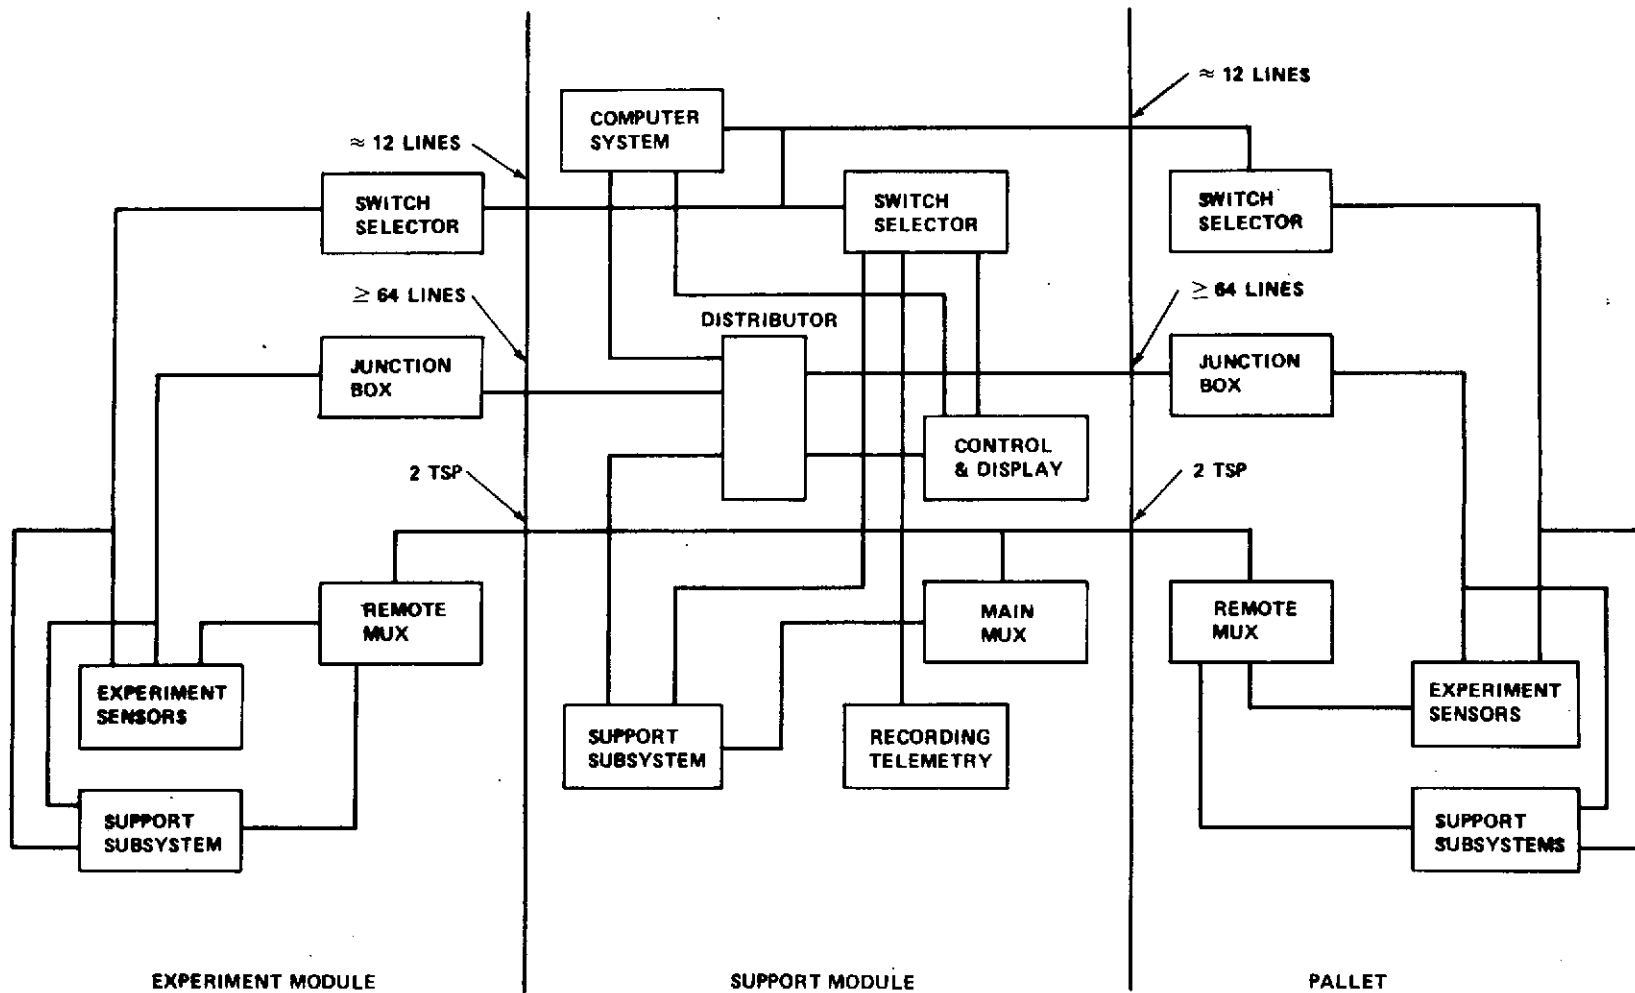 ≈ 12 LINES
COMPUTER
SYSTEM
≈ 12 LINES
SWITCH
SELECTOR
SWITCH
SELECTOR
SWITCH
SELECTOR
≥ 64 LINES
≥ 64 LINES
DISTRIBUTOR
JUNCTION
BOX
JUNCTION
BOX
CONTROL
& DISPLAY
2 TSP
2 TSP
REMOTE
MUX
MAIN
MUX
REMOTE
MUX
EXPERIMENT
SENSORS
EXPERIMENT
SENSORS
SUPPORT
SUBSYSTEM
RECORDING
TELEMETRY
SUPPORT
SUBSYSTEM
SUPPORT
SUBSYSTEMS
EXPERIMENT MODULE
SUPPORT MODULE
PALLET